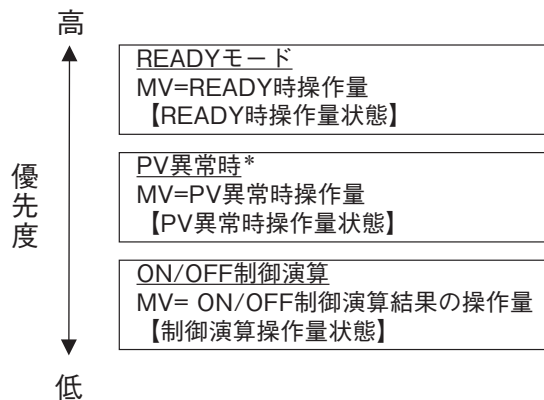 高
READYモード
MV=READY時操作量
【READY時操作量状態】
優先度
PV異常時*
MV=PV異常時操作量
【PV異常時操作量状態】
ON/OFF制御演算
MV= ON/OFF制御演算結果の操作量
【制御演算操作量状態】
低